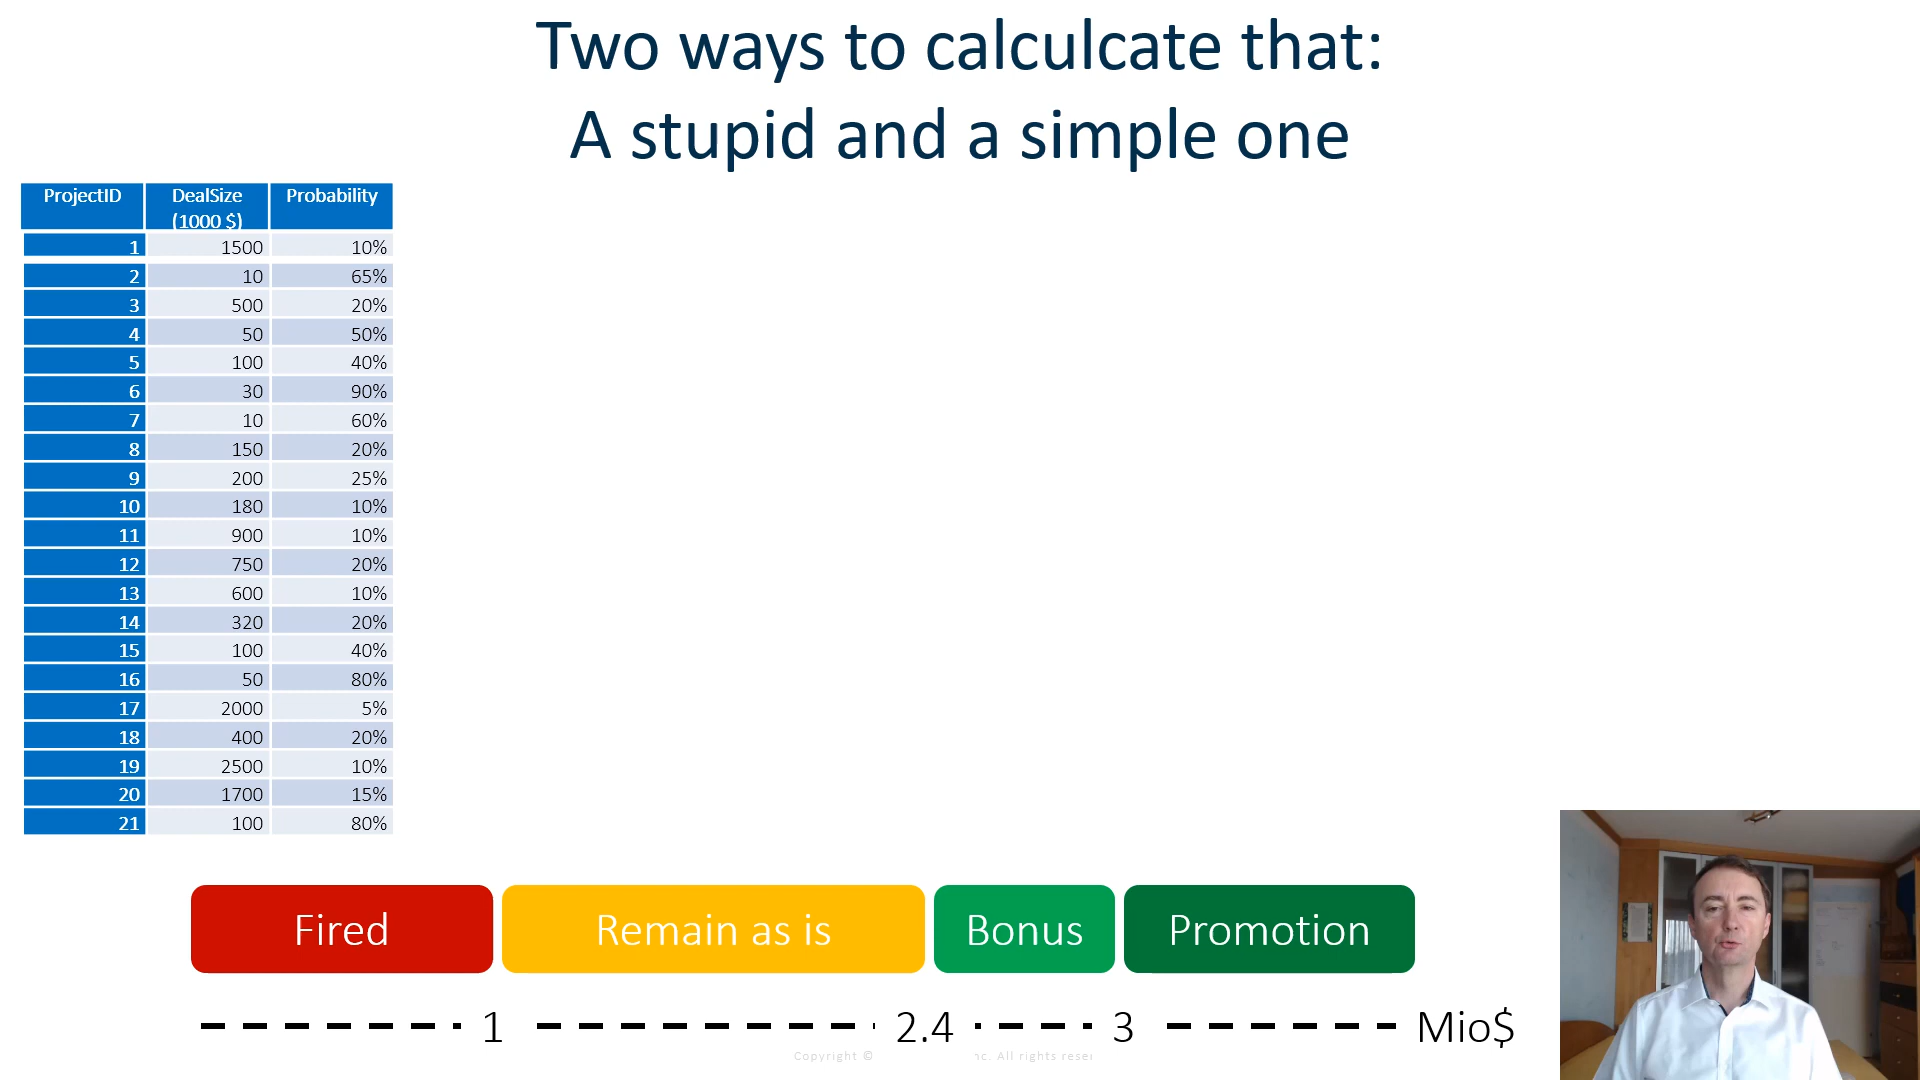 Two ways to calculcate that:
A stupid and a simple one
ProjectID DealSize (1000 $) Probability
1 1500 10%
2 10 65%
3 500 20%
4 50 50%
5 100 40%
6 30 90%
7 10 60%
8 150 20%
9 200 25%
10 180 10%
11 900 10%
12 750 20%
13 600 10%
14 320 20%
15 100 40%
16 50 80%
17 2000 5%
18 400 20%
19 2500 10%
20 1700 15%
21 100 80%
Fired Remain as is Bonus Promotion
1 2.4 3 Mio$
Copyright © nc. All rights